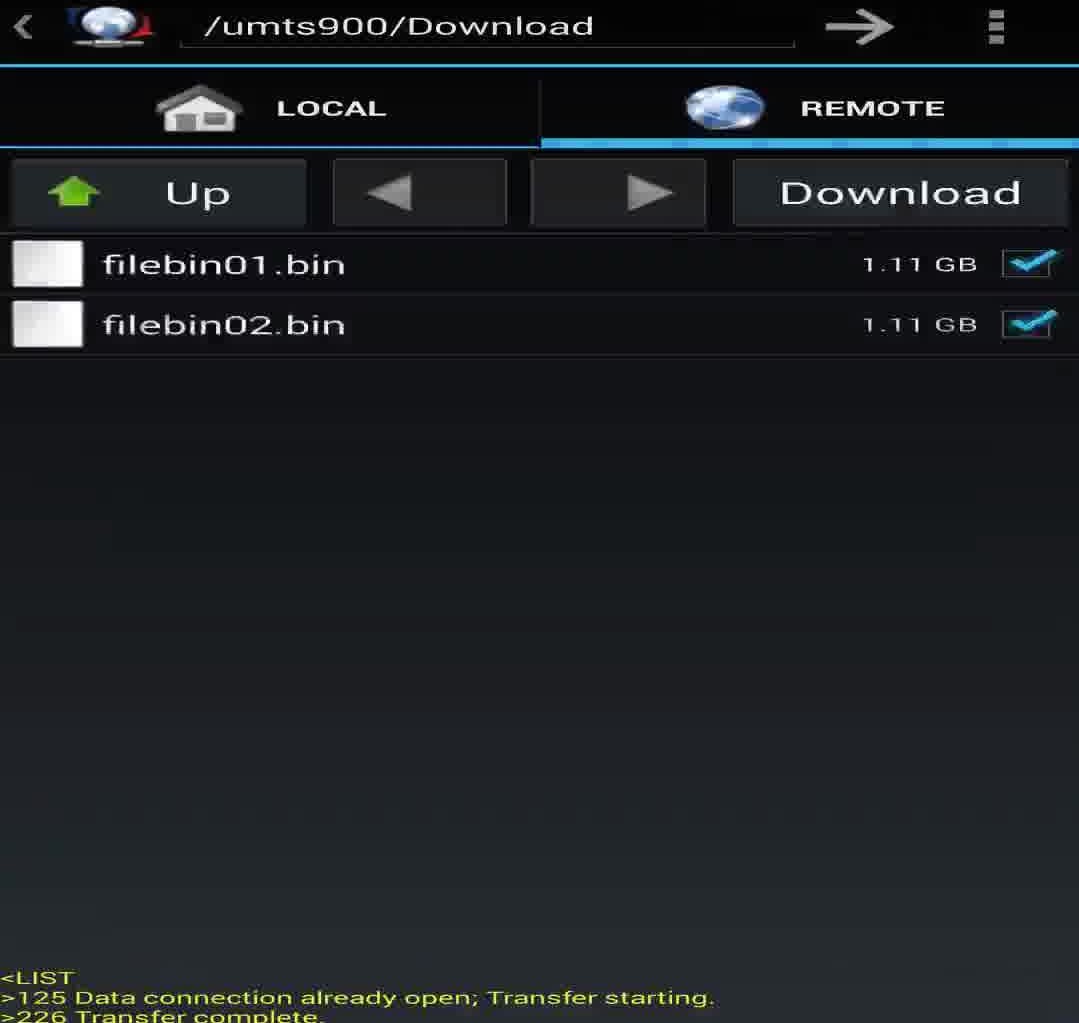 /umts900/Download
LOCAL
REMOTE
Up
Download
filebin01.bin 1.11 GB
filebin02.bin 1.11 GB
<LIST
>125 Data connection already open; Transfer starting.
>226 Transfer complete.